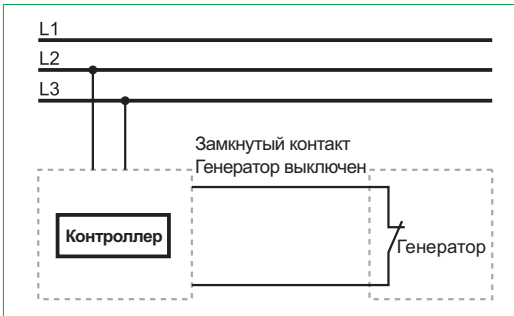 L1
L2
L3
Замкнутый контакт
Генератор выключен
Контроллер
Генератор